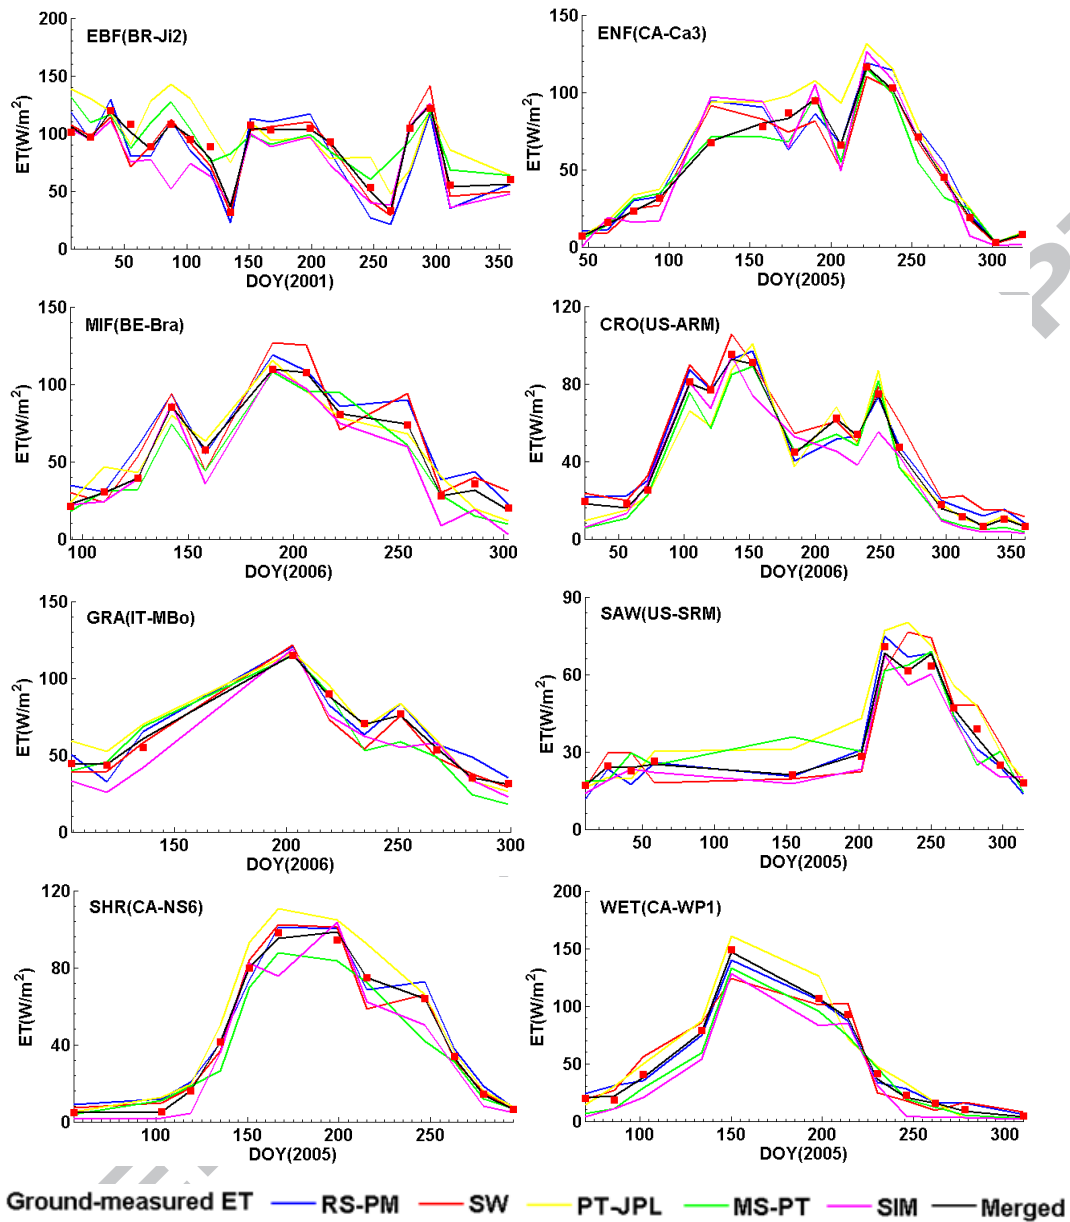 EBF(BR-Ji2)
ET(W/m²)
200
150
100
50
0
50 100 150 200 250 300 350
DOY(2001)
ENF(CA-Ca3)
ET(W/m²)
150
100
50
0
50 100 150 200 250 300
DOY(2005)
MIF(BE-Bra)
ET(W/m²)
150
100
50
0
100 150 200 250 300
DOY(2006)
CRO(US-ARM)
ET(W/m²)
120
80
40
0
50 100 150 200 250 300 350
DOY(2006)
GRA(IT-MBo)
ET(W/m²)
150
100
50
0
150 200 250 300
DOY(2006)
SAW(US-SRM)
ET(W/m²)
90
60
30
0
50 100 150 200 250 300
DOY(2005)
SHR(CA-NS6)
ET(W/m²)
120
80
40
0
100 150 200 250
DOY(2005)
WET(CA-WP1)
ET(W/m²)
200
150
100
50
0
100 150 200 250 300
DOY(2005)
Ground-measured ET RS-PM SW PT-JPL MS-PT SIM Merged